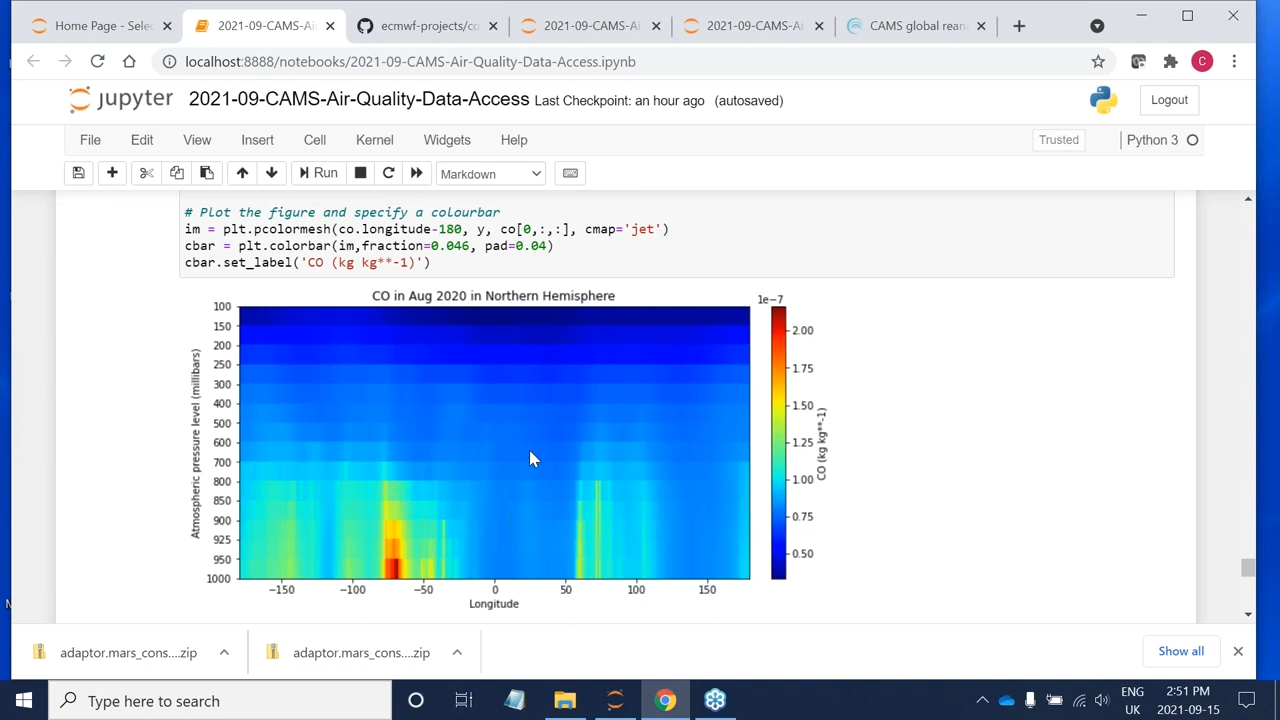 Home Page - Selec
2021-09-CAMS-Ai
ecmwf-projects/co
2021-09-CAMS-Ai
2021-09-CAMS-Ai
CAMS global rean
localhost:8888/notebooks/2021-09-CAMS-Air-Quality-Data-Access.ipynb
C
jupyter 2021-09-CAMS-Air-Quality-Data-Access Last Checkpoint: an hour ago (autosaved)
Logout
File Edit View Insert Cell Kernel Widgets Help
Trusted
Python 3
Run
Markdown
# Plot the figure and specify a colourbar
im = plt.pcolormesh(co.longitude-180, y, co[0,:,:], cmap='jet')
cbar = plt.colorbar(im,fraction=0.046, pad=0.04)
cbar.set_label('CO (kg kg**-1)')
CO in Aug 2020 in Northern Hemisphere
Atmospheric pressure level (millibars)
100
150
200
250
300
400
500
600
700
800
850
900
925
950
1000
−150 −100 −50 0 50 100 150
Longitude
1e−7
2.00
1.75
1.50
1.25
1.00
0.75
0.50
CO (kg kg**-1)
adaptor.mars_cons....zip
adaptor.mars_cons....zip
Show all
Type here to search
ENG
UK
2:51 PM
2021-09-15